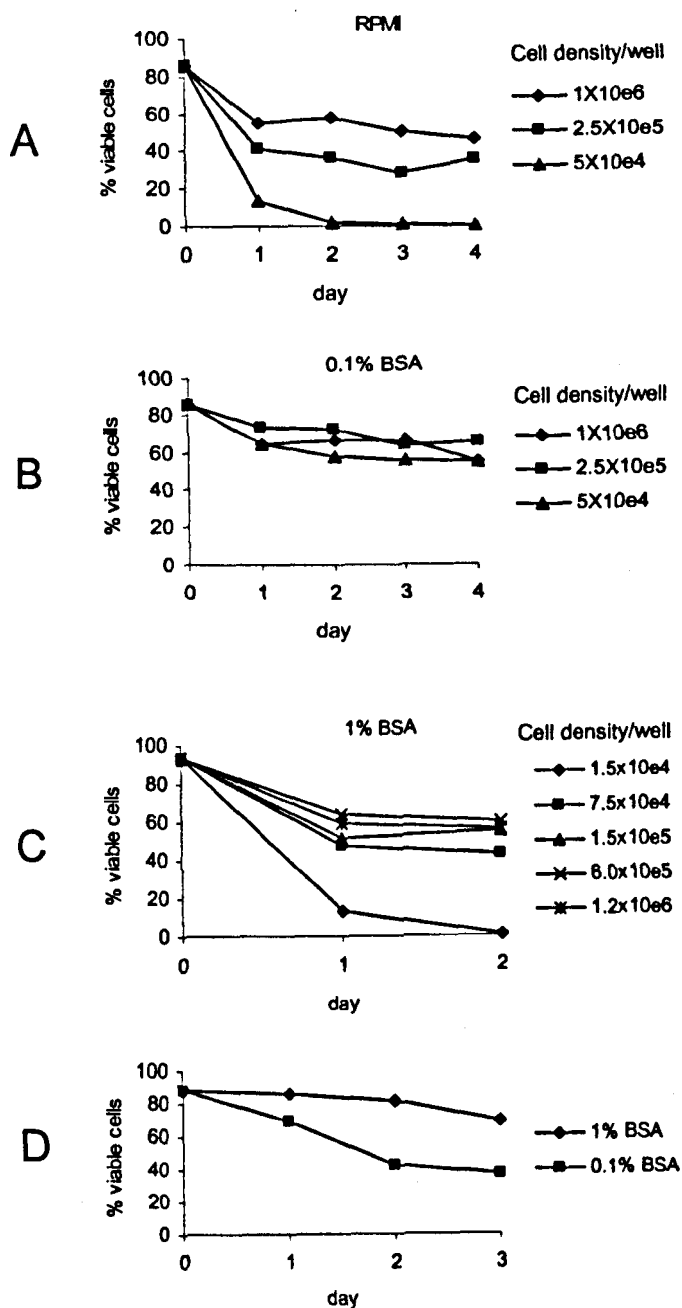 A
RPMI
% viable cells
100
80
60
40
20
0
0 1 2 3 4
day
Cell density/well
1X10e6
2.5X10e5
5X10e4
B
0.1% BSA
% viable cells
100
80
60
40
20
0
0 1 2 3 4
day
Cell density/well
1X10e6
2.5X10e5
5X10e4
C
1% BSA
% viable cells
100
80
60
40
20
0
0 1 2
day
Cell density/well
1.5x10e4
7.5x10e4
1.5x10e5
6.0x10e5
1.2x10e6
D
% viable cells
100
80
60
40
20
0
0 1 2 3
day
1% BSA
0.1% BSA